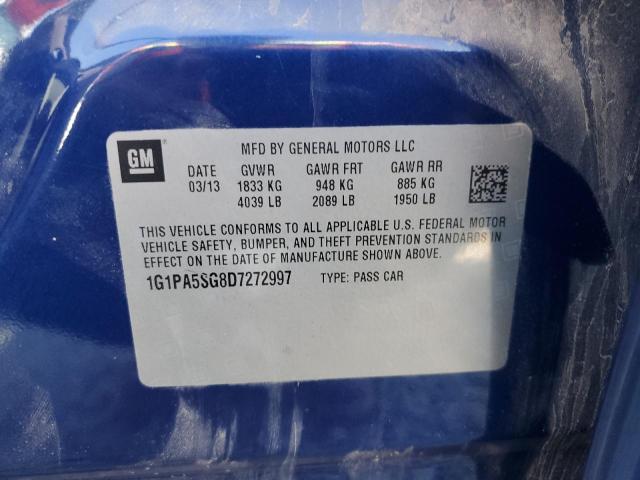 MFD BY GENERAL MOTORS LLC
GM
DATE GVWR GAWR FRT GAWR RR
03/13 1833 KG 948 KG 885 KG
4039 LB 2089 LB 1950 LB
THIS VEHICLE CONFORMS TO ALL APPLICABLE U.S. FEDERAL MOTOR
VEHICLE SAFETY, BUMPER, AND THEFT PREVENTION STANDARDS IN
EFFECT ON THE DATE OF MANUFACTURE SHOWN ABOVE.
1G1PA5SG8D7272997 TYPE: PASS CAR